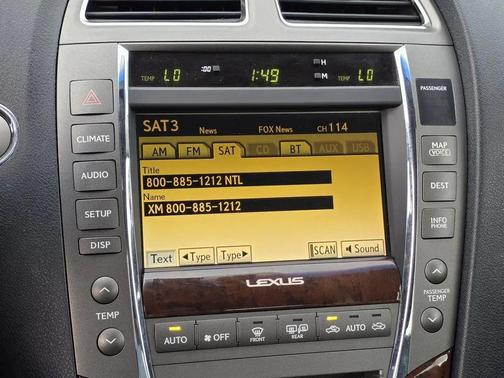 TEMP LO :00 1:49 H M TEMP LO
PASSENGER
SAT3 News FOX News CH 114
AM FM SAT CD BT AUX USB
Title
800-885-1212 NTL
Name
XM 800-885-1212
Text ◀Type Type▶ SCAN Sound
CLIMATE
AUDIO
SETUP
DISP
TEMP
MAP
VOICE
DEST
INFO
PHONE
PASSENGER
TEMP
LEXUS
AUTO OFF FRONT REAR AUTO